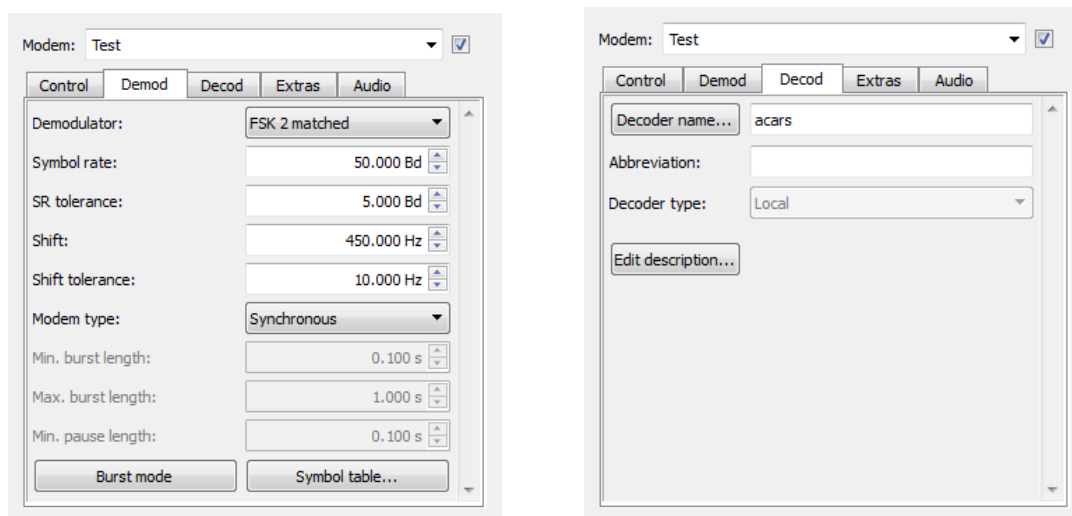 Modem: Test
Control Demod Decod Extras Audio
Demodulator: FSK 2 matched
Symbol rate: 50.000 Bd
SR tolerance: 5.000 Bd
Shift: 450.000 Hz
Shift tolerance: 10.000 Hz
Modem type: Synchronous
Min. burst length: 0.100 s
Max. burst length: 1.000 s
Min. pause length: 0.100 s
Burst mode Symbol table...
Modem: Test
Control Demod Decod Extras Audio
Decoder name... acars
Abbreviation:
Decoder type: Local
Edit description...